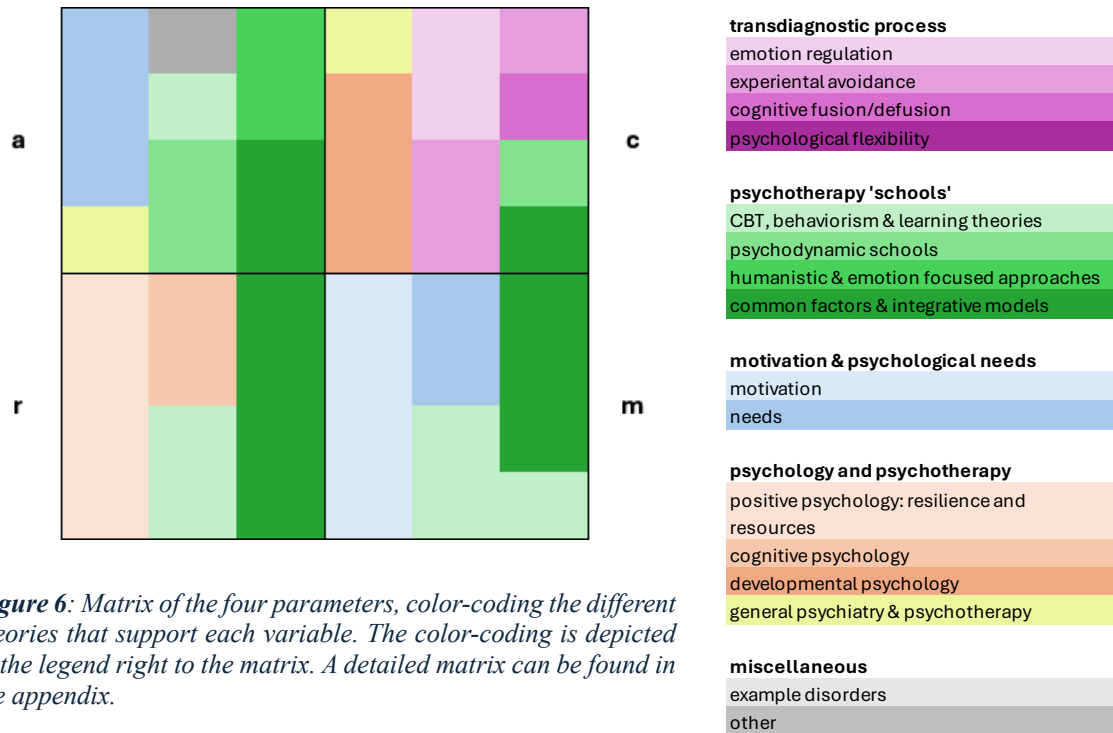 a
c
r
m
transdiagnostic process
emotion regulation
experiental avoidance
cognitive fusion/defusion
psychological flexibility
psychotherapy 'schools'
CBT, behaviorism & learning theories
psychodynamic schools
humanistic & emotion focused approaches
common factors & integrative models
motivation & psychological needs
motivation
needs
psychology and psychotherapy
positive psychology: resilience and
resources
cognitive psychology
developmental psychology
general psychiatry & psychotherapy
miscellaneous
example disorders
other
gure 6: Matrix of the four parameters, color-coding the different
eories that support each variable. The color-coding is depicted
the legend right to the matrix. A detailed matrix can be found in
e appendix.